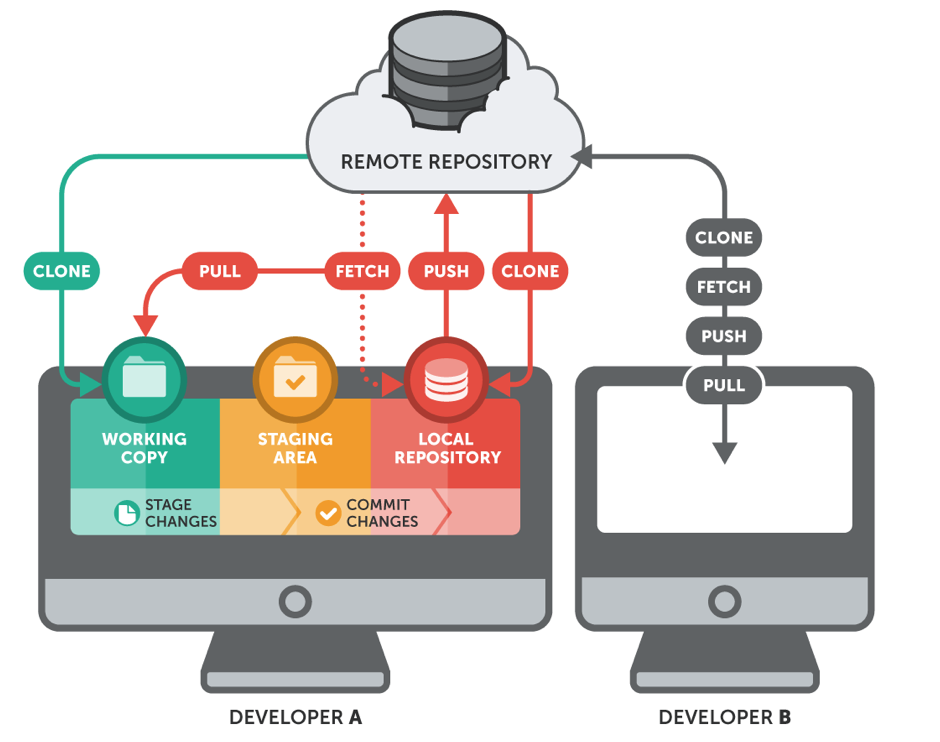 REMOTE REPOSITORY
CLONE
PULL
FETCH
PUSH
CLONE
CLONE
FETCH
PUSH
PULL
WORKING
COPY
STAGING
AREA
LOCAL
REPOSITORY
STAGE
CHANGES
COMMIT
CHANGES
DEVELOPER A
DEVELOPER B